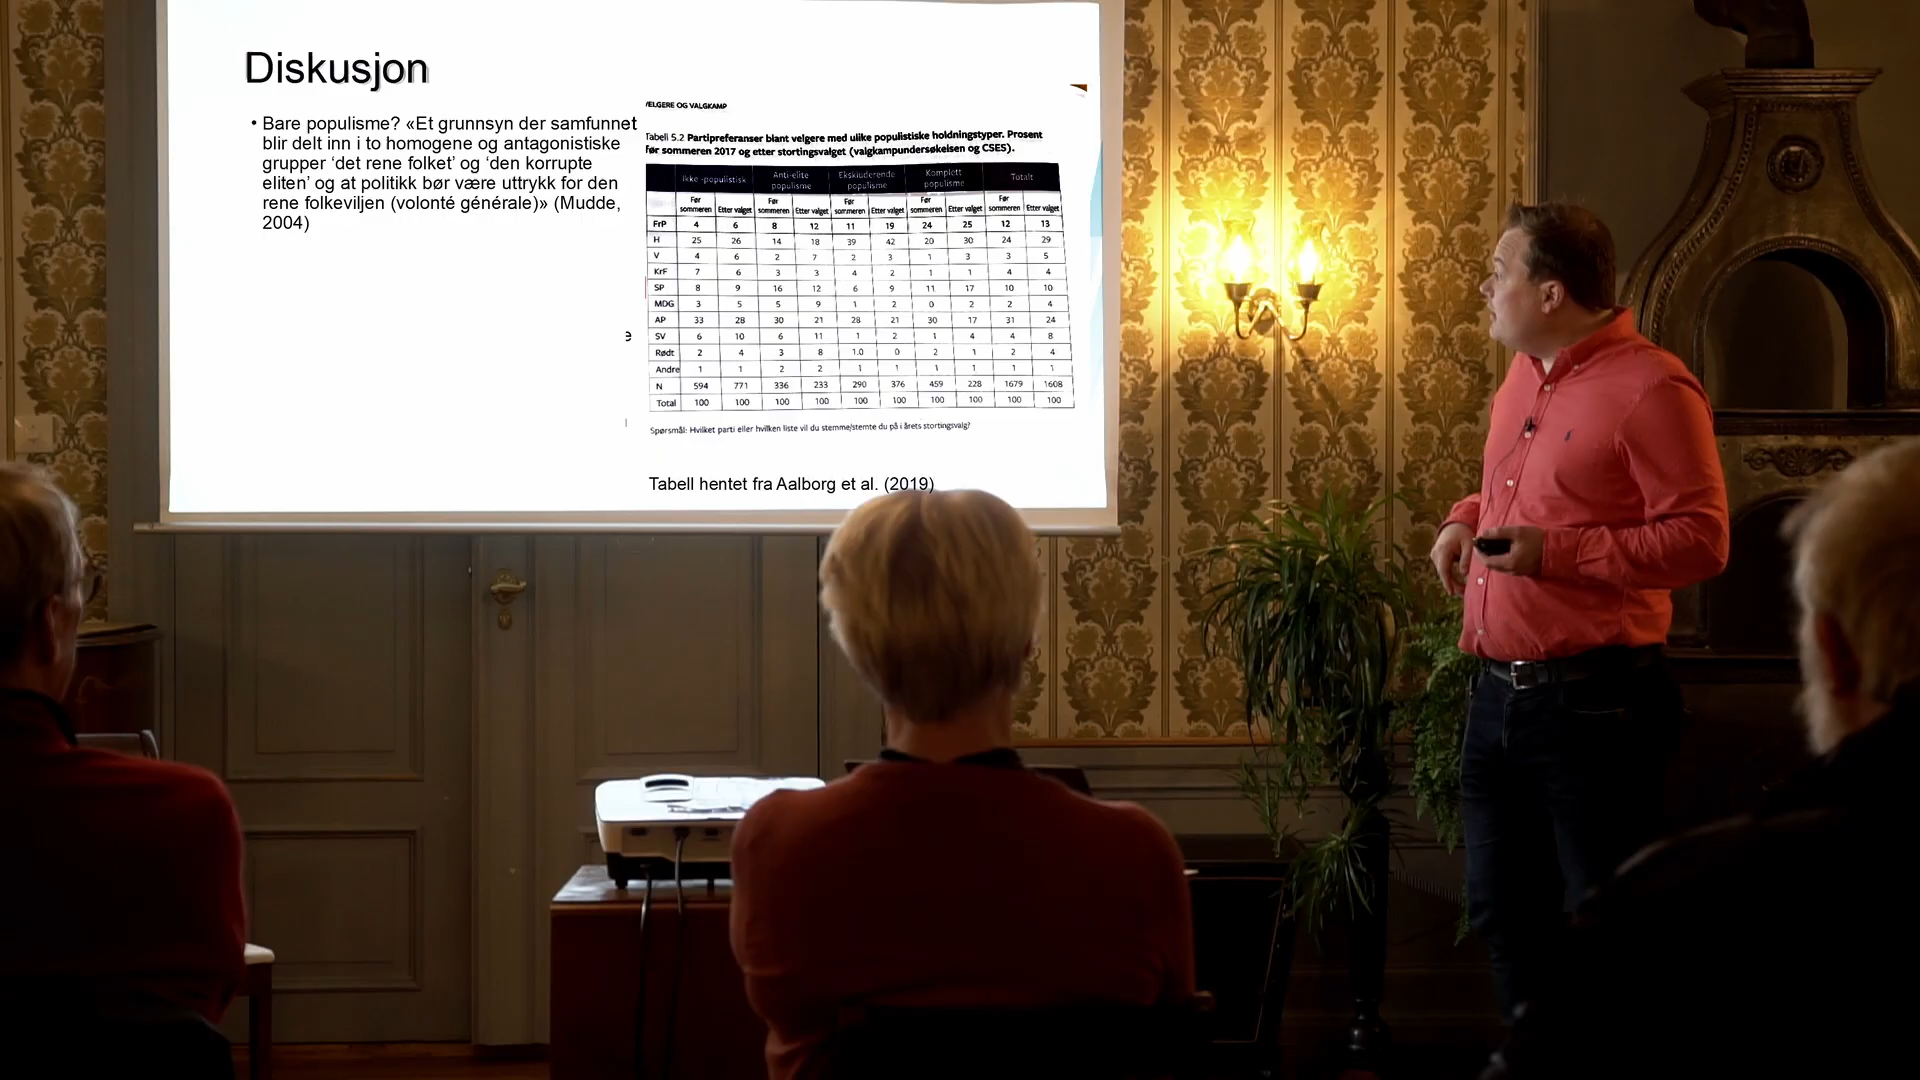 Diskusjon
• Bare populisme? «Et grunnsyn der samfunnet
blir delt inn i to homogene og antagonistiske
grupper ‘det rene folket’ og ‘den korrupte
eliten’ og at politikk bør være uttrykk for den
rene folkeviljen (volonté générale)» (Mudde,
2004)
e
VELGERE OG VALGKAMP
Tabell 5.2 Partipreferanser blant velgere med ulike populistiske holdningstyper. Prosent
før sommeren 2017 og etter stortingsvalget (valgkampundersøkelsen og CSES).
Ikke -populistisk Anti-elite populisme Ekskluderende populisme Komplett populisme Totalt
Før sommeren Etter valget Før sommeren Etter valget Før sommeren Etter valget Før sommeren Etter valget Før sommeren Etter valget
FrP 4 6 8 12 11 19 24 25 12 13
H 25 26 14 18 39 42 20 30 24 29
V 4 6 2 7 2 3 1 3 3 5
KrF 7 6 3 3 4 2 1 1 4 4
SP 8 9 16 12 6 9 11 17 10 10
MDG 3 5 5 9 1 2 0 2 2 4
AP 33 28 30 21 28 21 30 17 31 24
SV 6 10 6 11 1 2 1 4 4 8
Rødt 2 4 3 8 1.0 0 2 1 2 4
Andre 1 1 2 2 1 1 1 1 1 1
N 594 771 336 233 290 376 459 228 1679 1608
Total 100 100 100 100 100 100 100 100 100 100
Spørsmål: Hvilket parti eller hvilken liste vil du stemme/stemte du på i årets stortingsvalg?
Tabell hentet fra Aalborg et al. (2019)